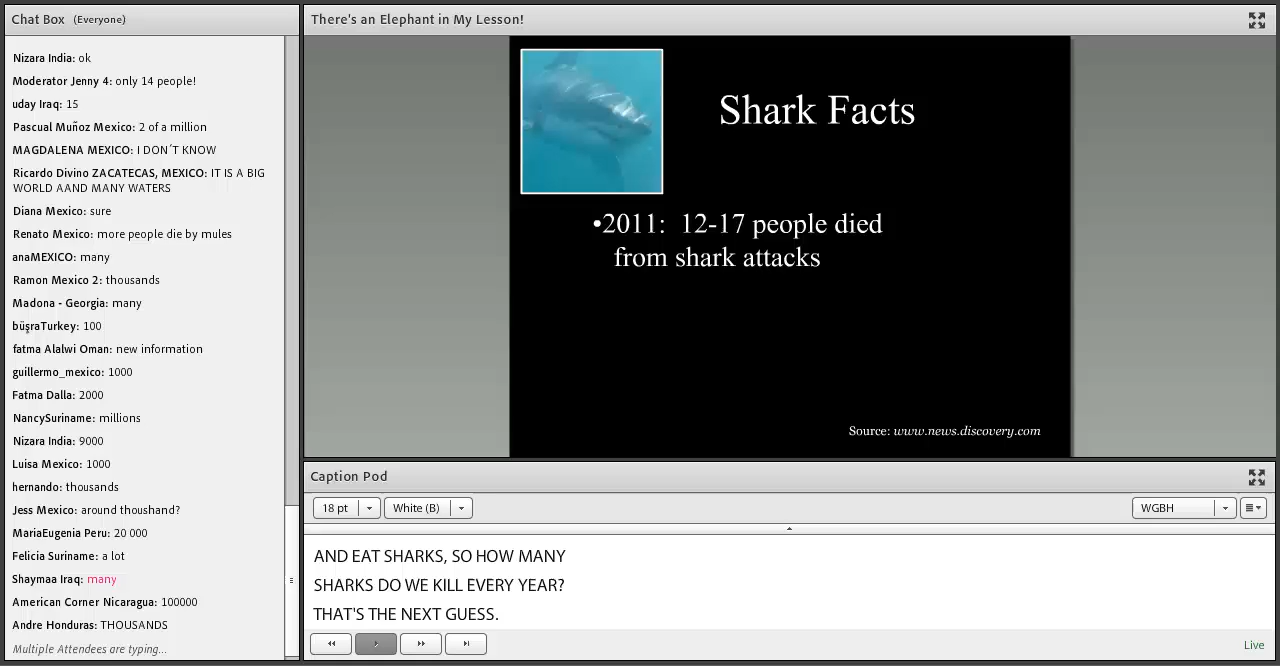 Chat Box (Everyone)
Nizara India: ok
Moderator Jenny 4: only 14 people!
uday Iraq: 15
Pascual Muñoz Mexico: 2 of a million
MAGDALENA MEXICO: I DON´T KNOW
Ricardo Divino ZACATECAS, MEXICO: IT IS A BIG
WORLD AAND MANY WATERS
Diana Mexico: sure
Renato Mexico: more people die by mules
anaMEXICO: many
Ramon Mexico 2: thousands
Madona - Georgia: many
büşraTurkey: 100
fatma Alalwi Oman: new information
guillermo_mexico: 1000
Fatma Dalla: 2000
NancySuriname: millions
Nizara India: 9000
Luisa Mexico: 1000
hernando: thousands
Jess Mexico: around thoushand?
MariaEugenia Peru: 20 000
Felicia Suriname: a lot
Shaymaa Iraq: many
American Corner Nicaragua: 100000
Andre Honduras: THOUSANDS
Multiple Attendees are typing...
There's an Elephant in My Lesson!
Shark Facts
•2011: 12-17 people died
from shark attacks
Source: www.news.discovery.com
Caption Pod
18 pt
White (B)
WGBH
AND EAT SHARKS, SO HOW MANY
SHARKS DO WE KILL EVERY YEAR?
THAT'S THE NEXT GUESS.
Live